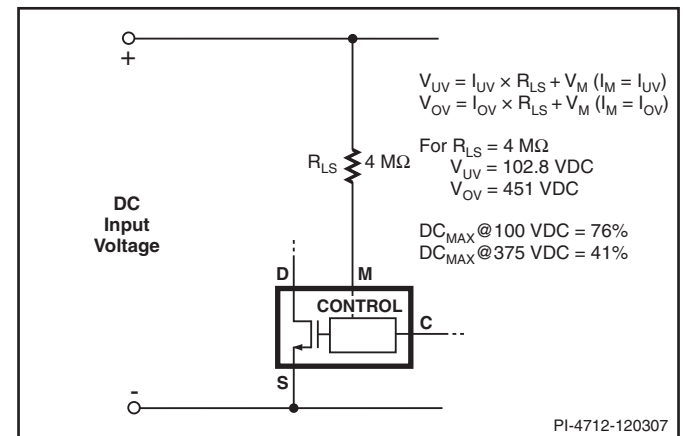 +
V_UV = I_UV × R_LS + V_M (I_M = I_UV)
V_OV = I_OV × R_LS + V_M (I_M = I_OV)
For R_LS = 4 MΩ
V_UV = 102.8 VDC
V_OV = 451 VDC
DC_MAX@100 VDC = 76%
DC_MAX@375 VDC = 41%
R_LS
4 MΩ
DC
Input
Voltage
D
M
CONTROL
C
S
-
PI-4712-120307